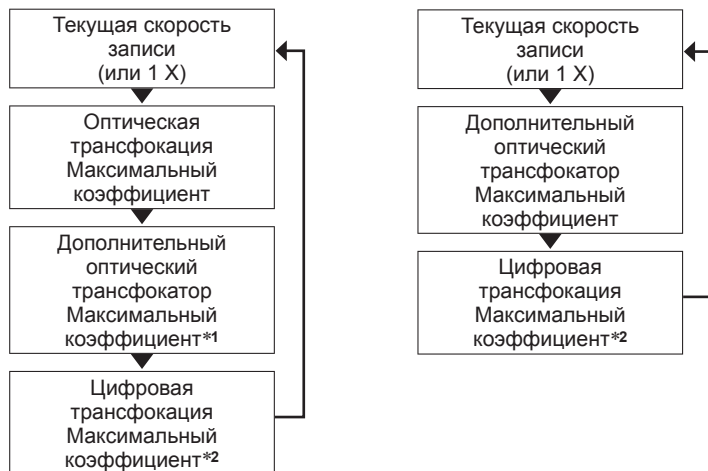 Текущая скорость
записи
(или 1 X)
Оптическая
трансфокация
Максимальный
коэффициент
Дополнительный
оптический
трансфокатор
Максимальный
коэффициент*1
Цифровая
трансфокация
Максимальный
коэффициент*2
Текущая скорость
записи
(или 1 X)
Дополнительный
оптический
трансфокатор
Максимальный
коэффициент
Цифровая
трансфокация
Максимальный
коэффициент*2